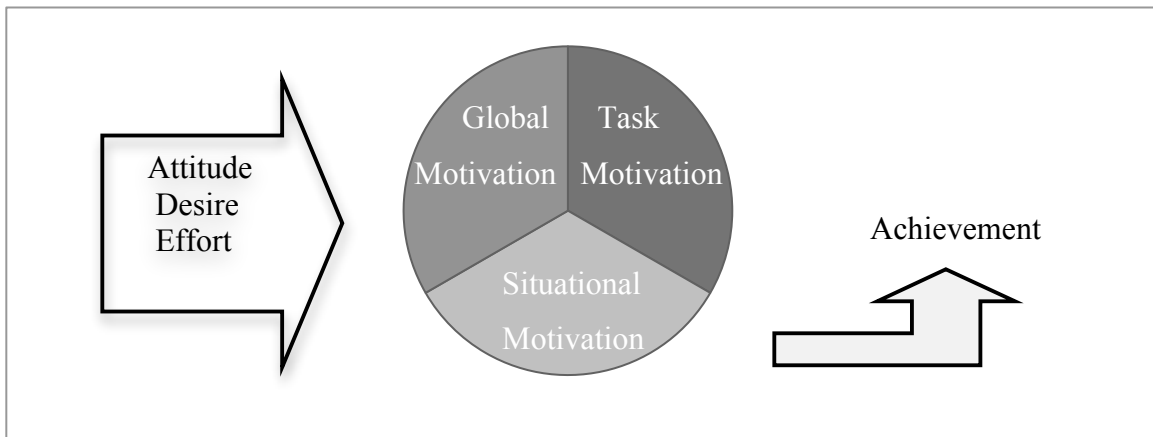 Attitude
Desire
Effort
Global
Motivation
Task
Motivation
Situational
Motivation
Achievement